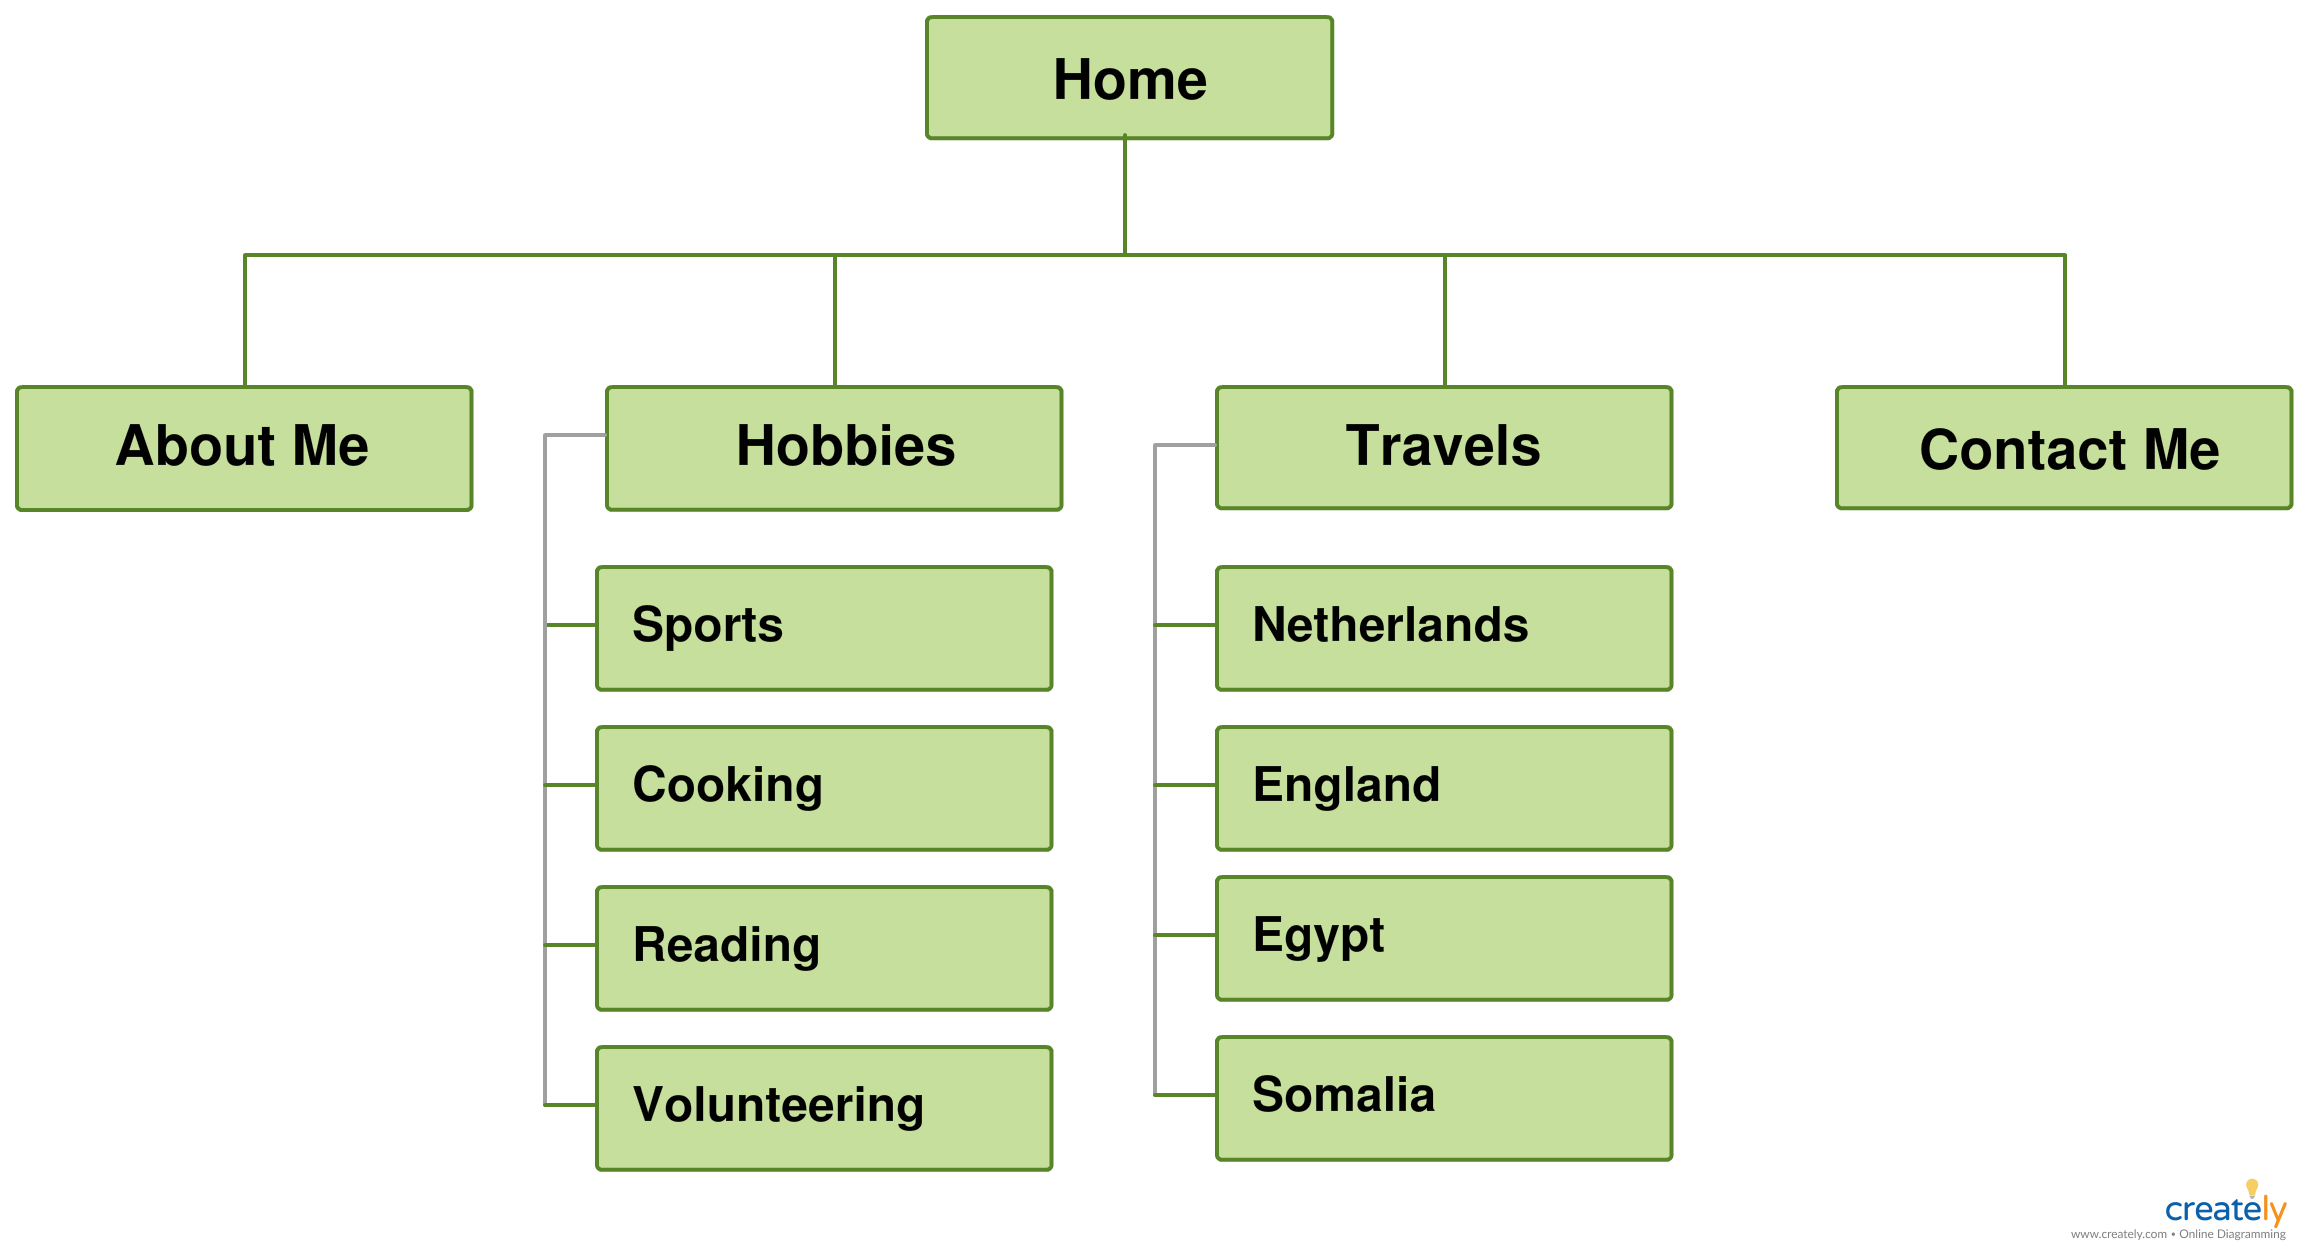 Home
About Me
Hobbies
Travels
Contact Me
Sports
Netherlands
Cooking
England
Reading
Egypt
Volunteering
Somalia
creately
www.creately.com • Online Diagramming